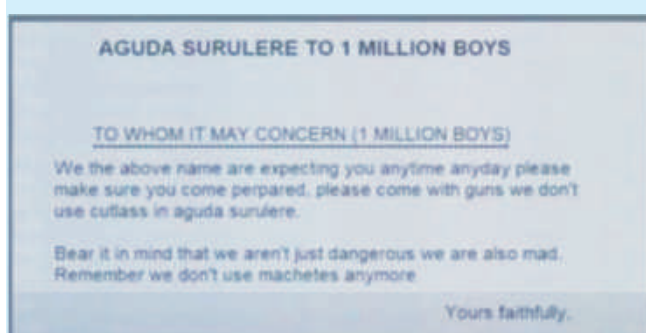 AGUDA SURULERE TO 1 MILLION BOYS
TO WHOM IT MAY CONCERN (1 MILLION BOYS)
We the above name are expecting you anytime anyday please
make sure you come perpared, please come with guns we don't
use cutlass in aguda surulere.
Bear it in mind that we aren't just dangerous we are also mad.
Remember we don't use machetes anymore
Yours faithfully,